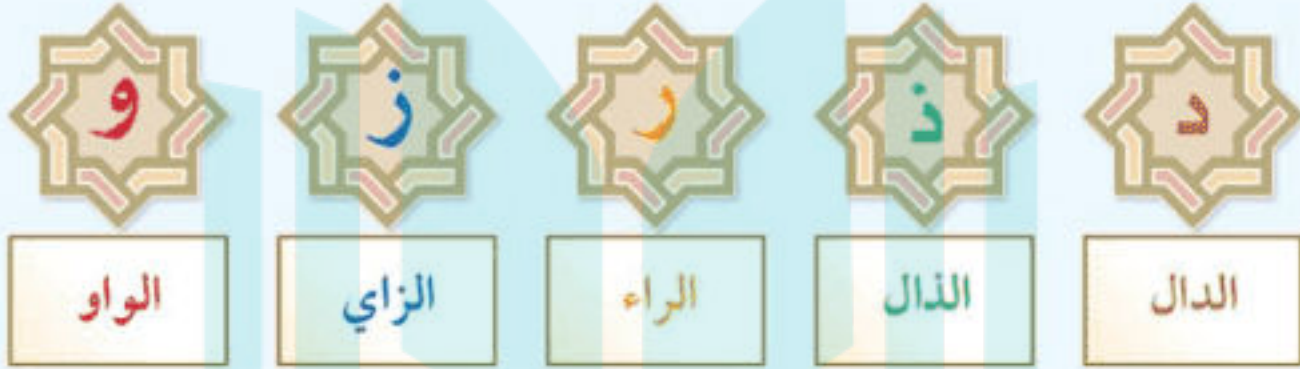 د ذ ر ز و
الدال الذال الراء الزاي الواو